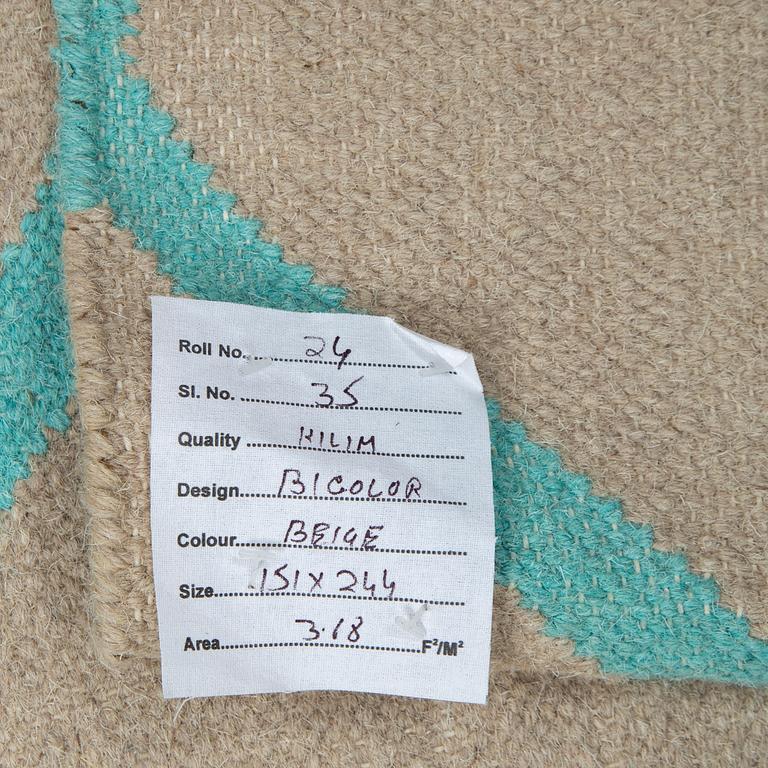 Roll No. 24
Sl. No. 35
Quality KILIM
Design BICOLOR
Colour BEIGE
Size 151X244
Area 3.18 F²/M²